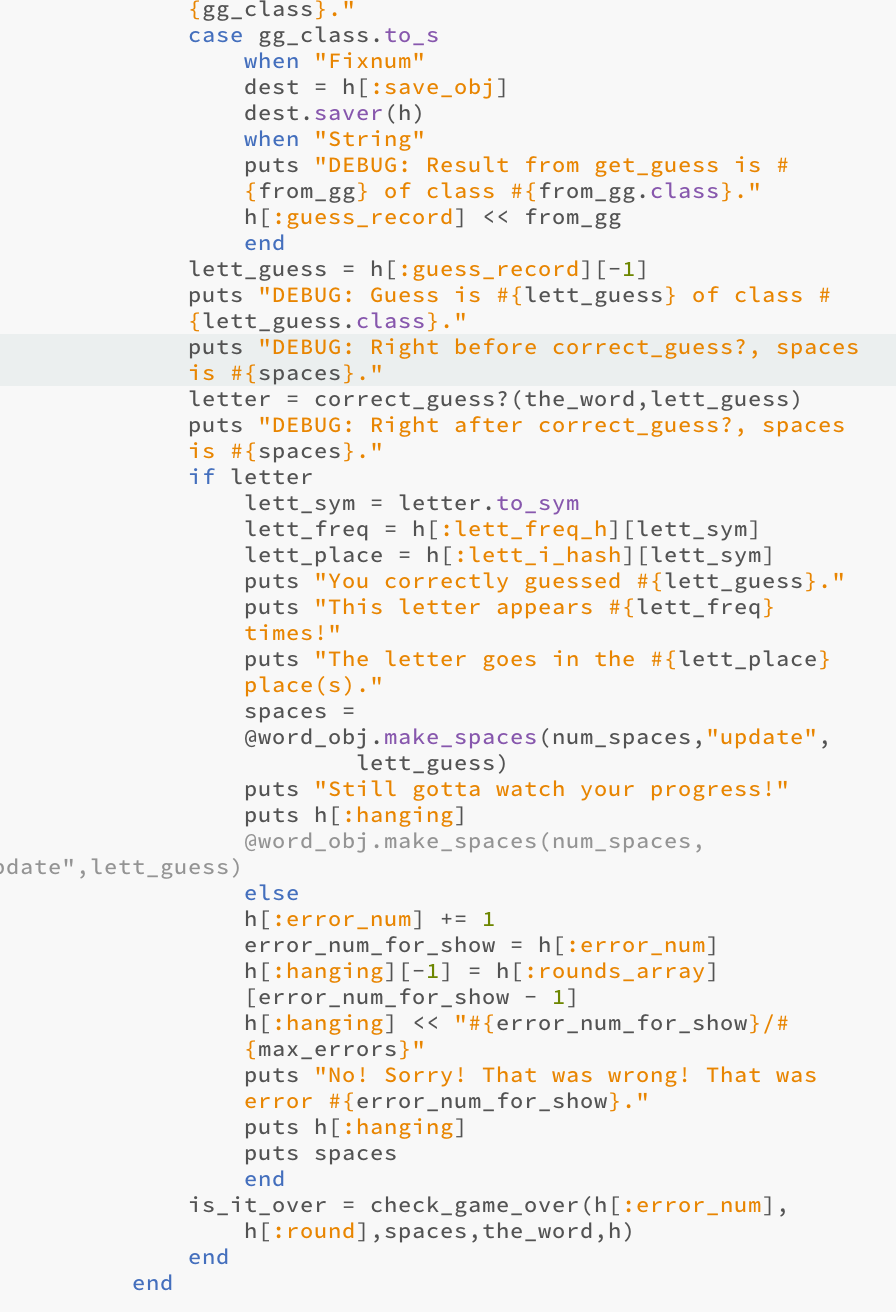 {gg_class}."
case gg_class.to_s
when "Fixnum"
dest = h[:save_obj]
dest.saver(h)
when "String"
puts "DEBUG: Result from get_guess is #
{from_gg} of class #{from_gg.class}."
h[:guess_record] << from_gg
end
lett_guess = h[:guess_record][-1]
puts "DEBUG: Guess is #{lett_guess} of class #
{lett_guess.class}."
puts "DEBUG: Right before correct_guess?, spaces
is #{spaces}."
letter = correct_guess?(the_word,lett_guess)
puts "DEBUG: Right after correct_guess?, spaces
is #{spaces}."
if letter
lett_sym = letter.to_sym
lett_freq = h[:lett_freq_h][lett_sym]
lett_place = h[:lett_i_hash][lett_sym]
puts "You correctly guessed #{lett_guess}."
puts "This letter appears #{lett_freq}
times!"
puts "The letter goes in the #{lett_place}
place(s)."
spaces =
@word_obj.make_spaces(num_spaces,"update",
lett_guess)
puts "Still gotta watch your progress!"
puts h[:hanging]
@word_obj.make_spaces(num_spaces,
date",lett_guess)
else
h[:error_num] += 1
error_num_for_show = h[:error_num]
h[:hanging][-1] = h[:rounds_array]
[error_num_for_show - 1]
h[:hanging] << "#{error_num_for_show}/#
{max_errors}"
puts "No! Sorry! That was wrong! That was
error #{error_num_for_show}."
puts h[:hanging]
puts spaces
end
is_it_over = check_game_over(h[:error_num],
h[:round],spaces,the_word,h)
end
end